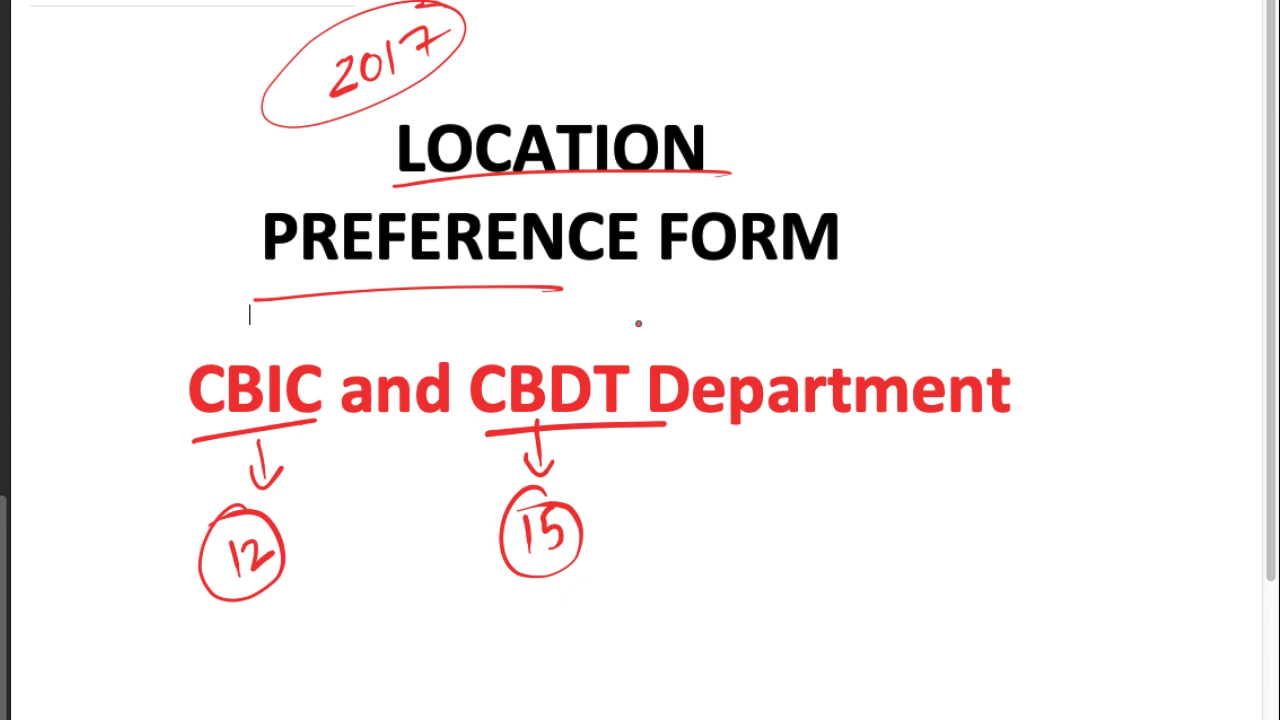 2017
LOCATION
PREFERENCE FORM
CBIC and CBDT Department
12 15